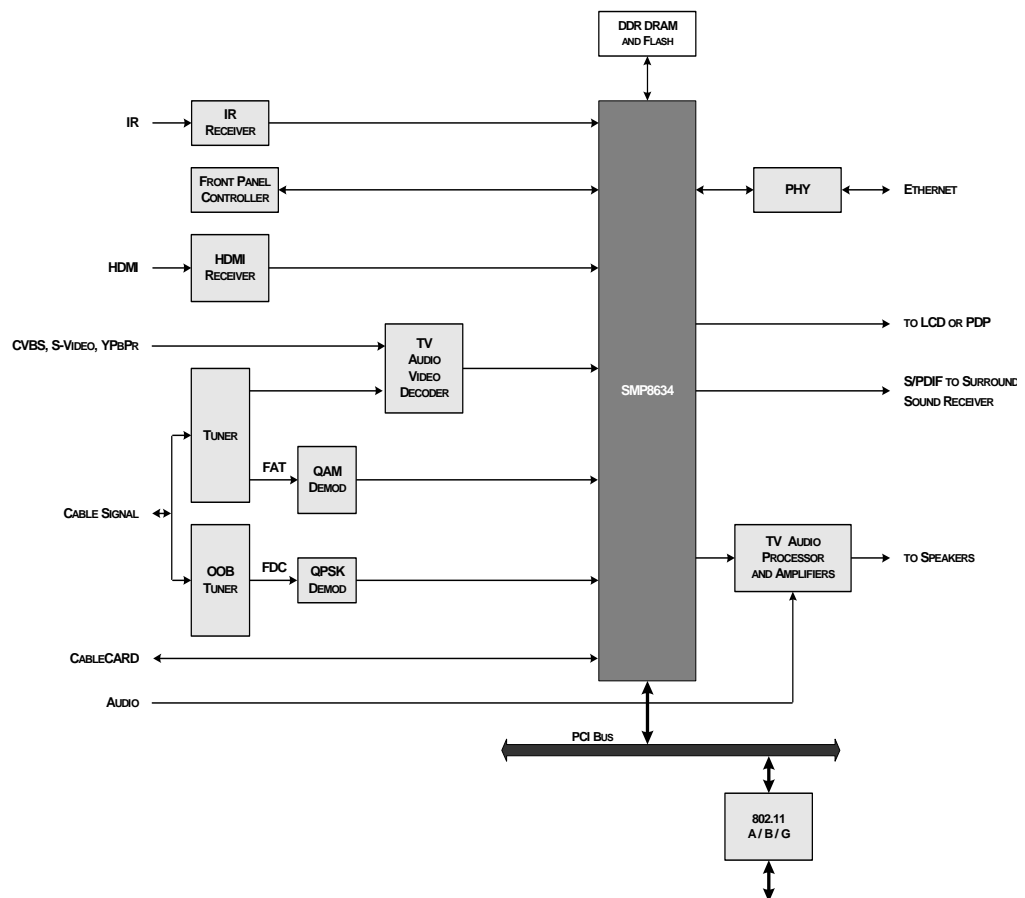 DDR DRAM
AND FLASH
IR
IR
RECEIVER
FRONT PANEL
CONTROLLER
PHY
ETHERNET
HDMI
HDMI
RECEIVER
TO LCD OR PDP
CVBS, S-VIDEO, YPBPR
TV
AUDIO
VIDEO
DECODER
SMP8634
S/PDIF TO SURROUND
SOUND RECEIVER
TUNER
FAT
QAM
DEMOD
CABLE SIGNAL
OOB
TUNER
FDC
QPSK
DEMOD
TV AUDIO
PROCESSOR
AND AMPLIFIERS
TO SPEAKERS
CABLECARD
AUDIO
PCI BUS
802.11
A / B / G